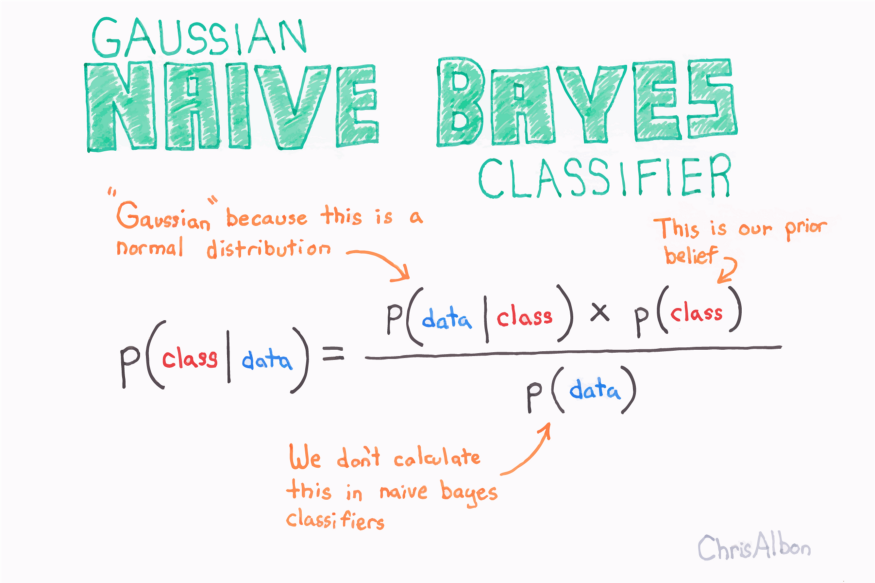 GAUSSIAN
NAIVE BAYES
CLASSIFIER
"Gaussian" because this is a
normal distribution
This is our prior
belief
P(data | class) × P(class)
P(class | data) =
P(data)
We don't calculate
this in naive bayes
classifiers
ChrisAlbon